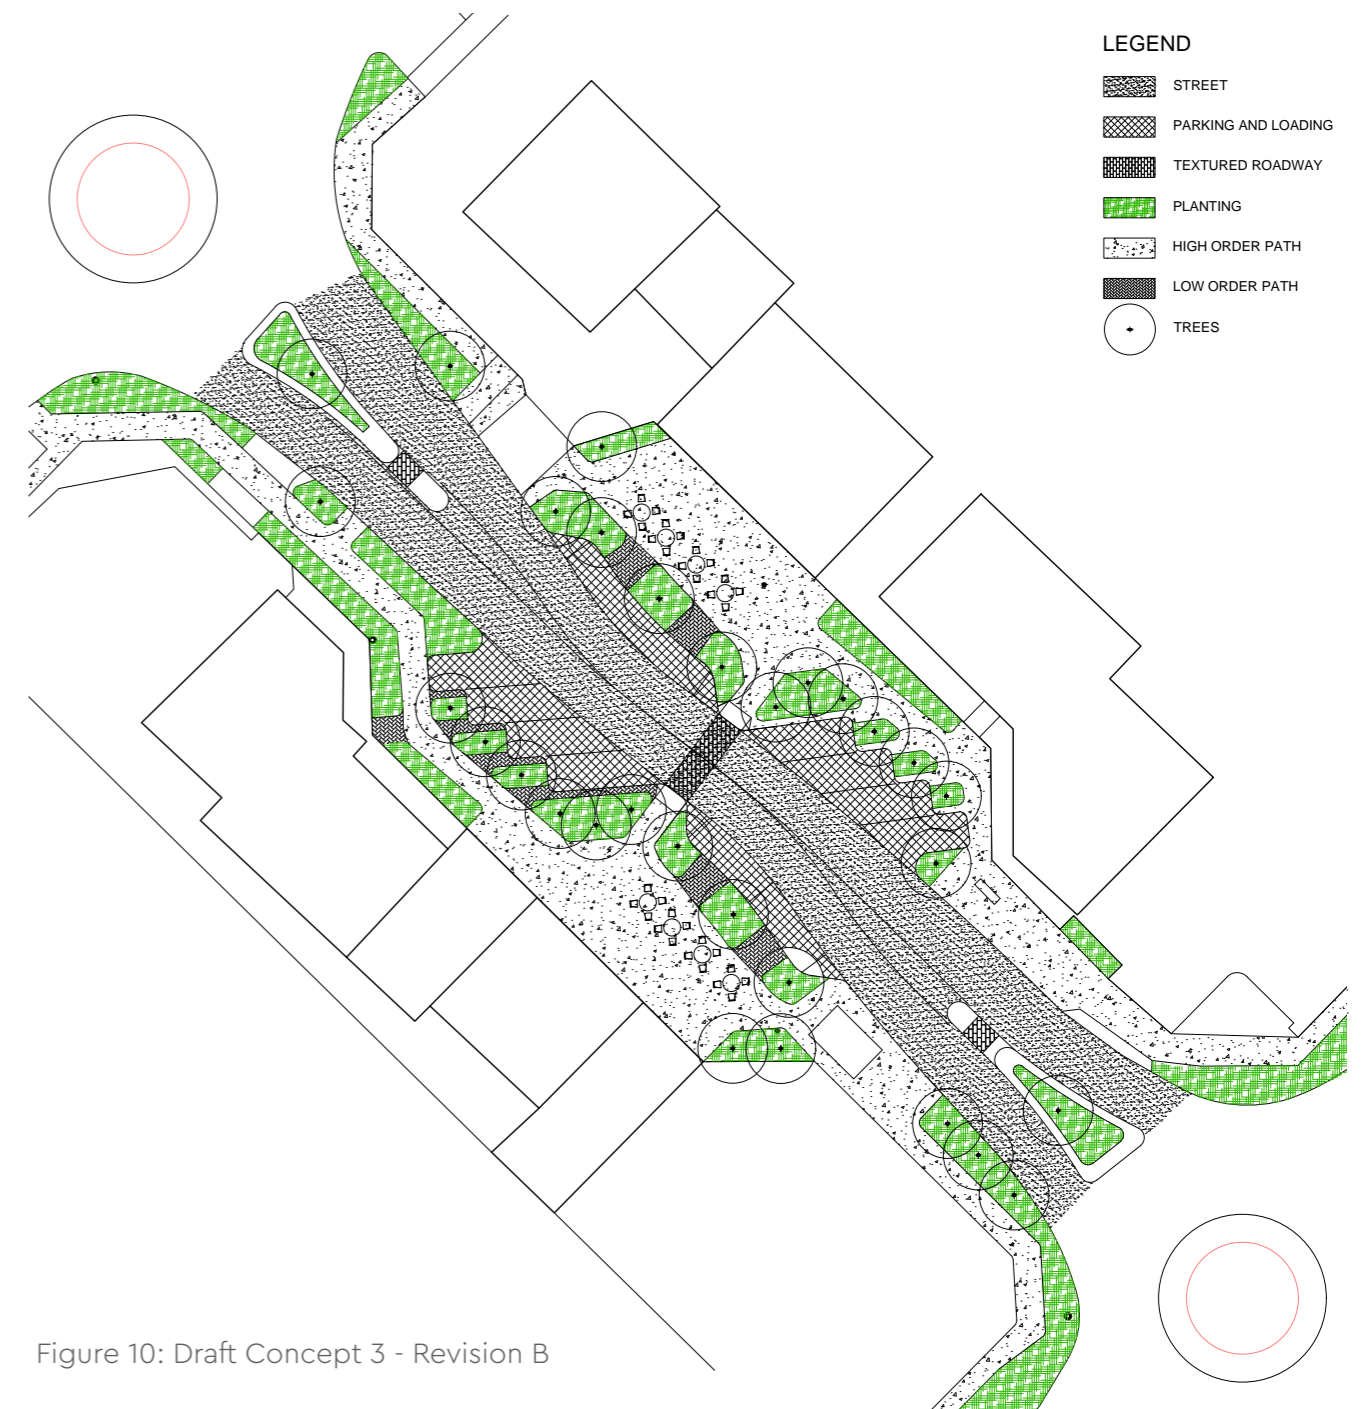 LEGEND
STREET
PARKING AND LOADING
TEXTURED ROADWAY
PLANTING
HIGH ORDER PATH
LOW ORDER PATH
TREES
Figure 10: Draft Concept 3 - Revision B